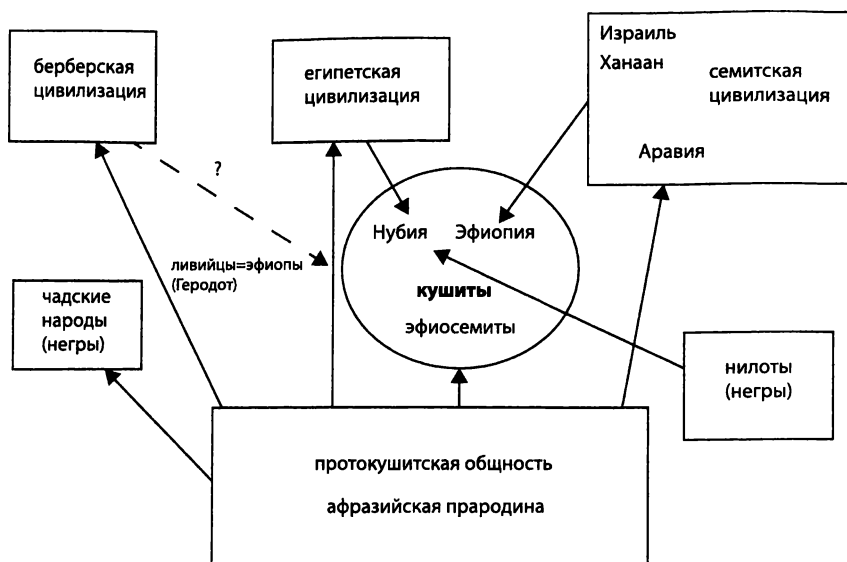 берберская
цивилизация
египетская
цивилизация
Израиль
Ханаан
семитская
цивилизация
Аравия
?
Нубия
Эфиопия
кушиты
эфиосемиты
ливийцы=эфиопы
(Геродот)
чадские
народы
(негры)
нилоты
(негры)
протокушитская общность
афразийская прародина